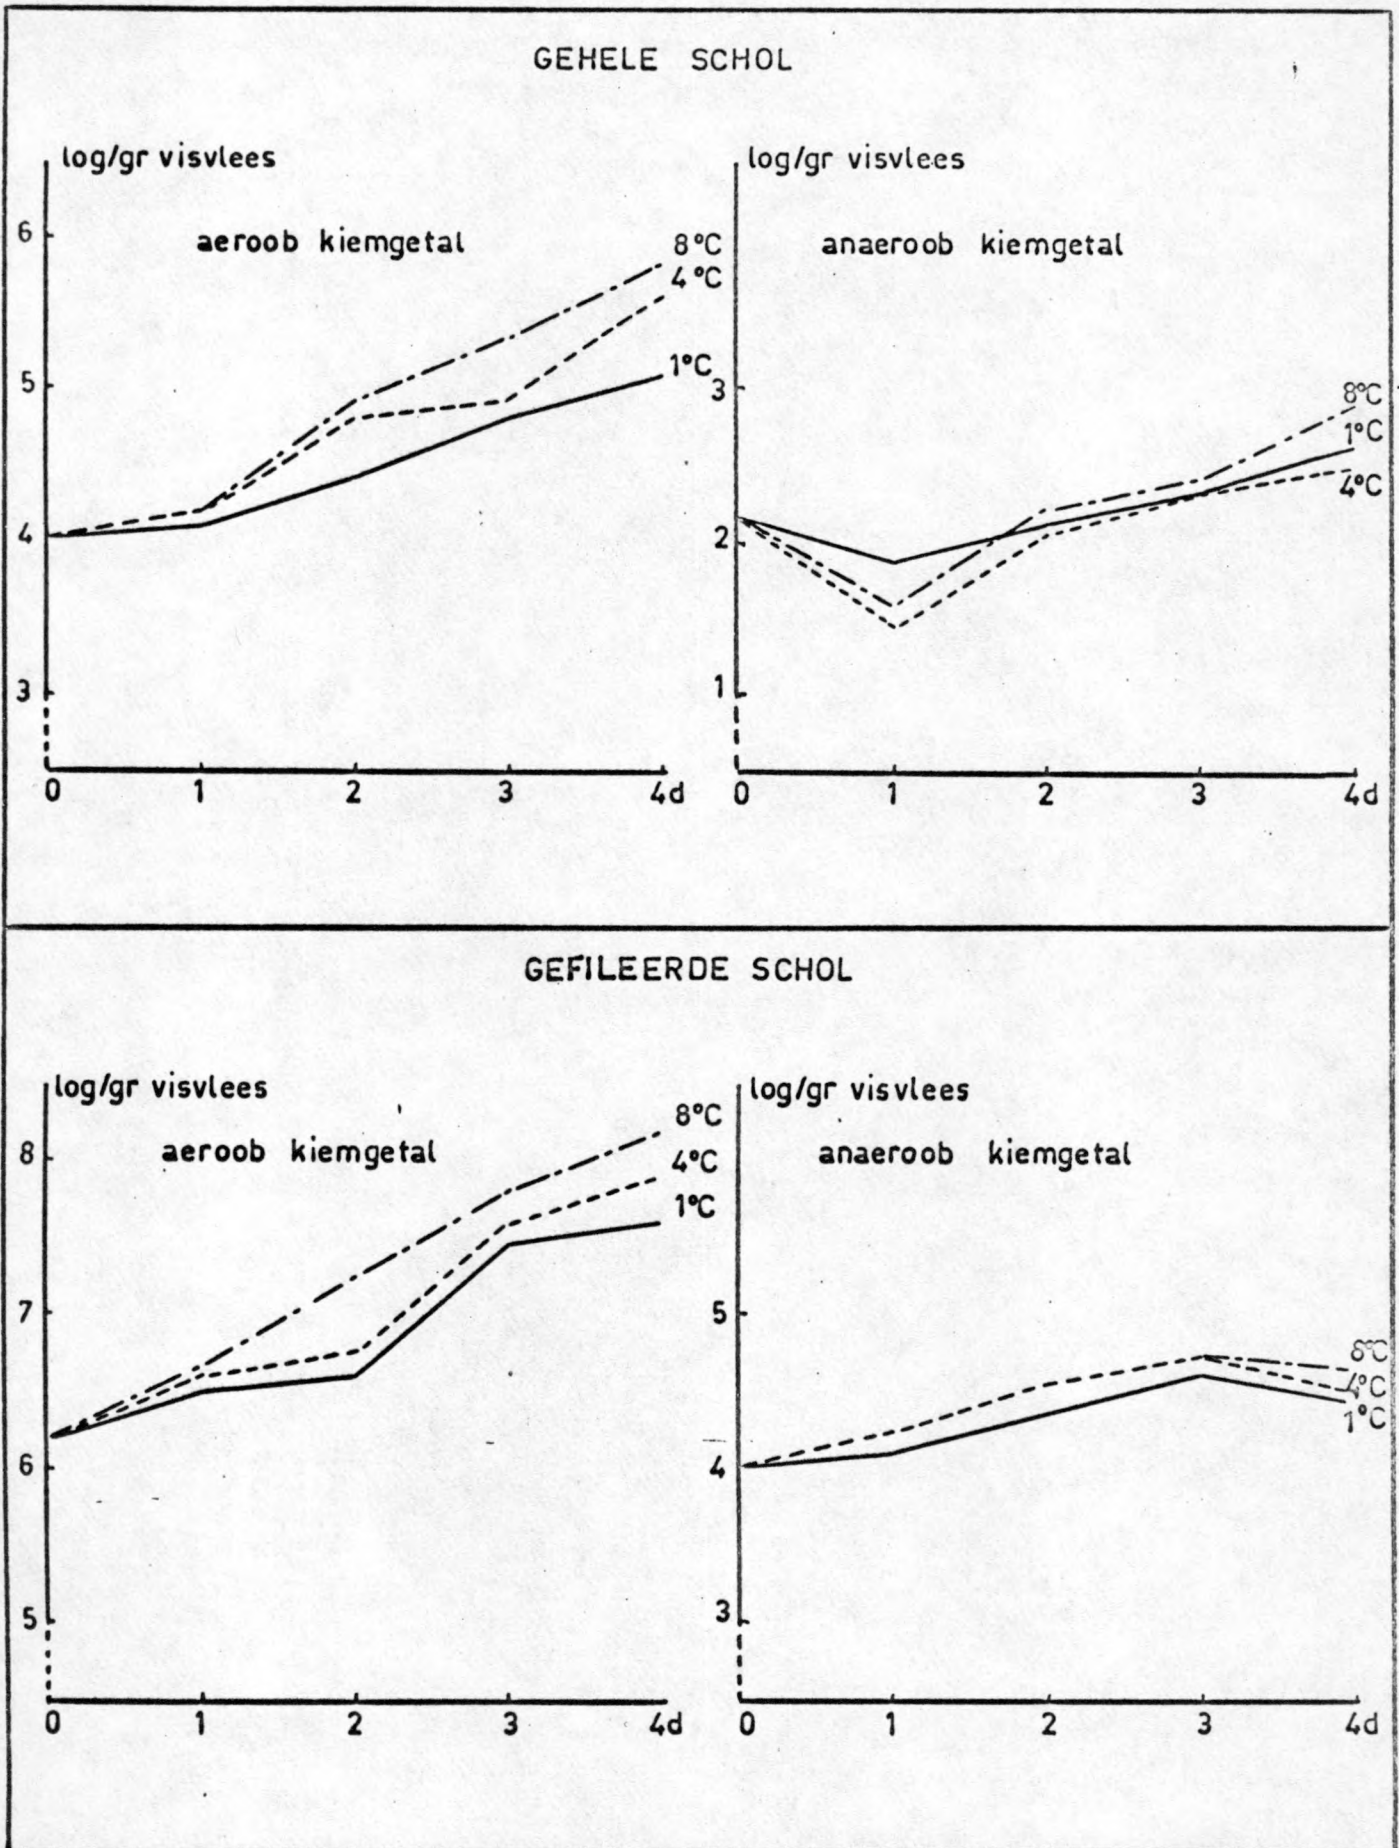 GEHELE SCHOL
log/gr visvlees
aeroob kiemgetal
6
5
4
3
0 1 2 3 4d
8°C
4°C
1°C
log/gr visvlees
anaeroob kiemgetal
3
2
1
0 1 2 3 4d
8°C
1°C
4°C
GEFILEERDE SCHOL
log/gr visvlees
aeroob kiemgetal
8
7
6
5
0 1 2 3 4d
8°C
4°C
1°C
log/gr visvlees
anaeroob kiemgetal
5
4
3
0 1 2 3 4d
8°C
4°C
1°C